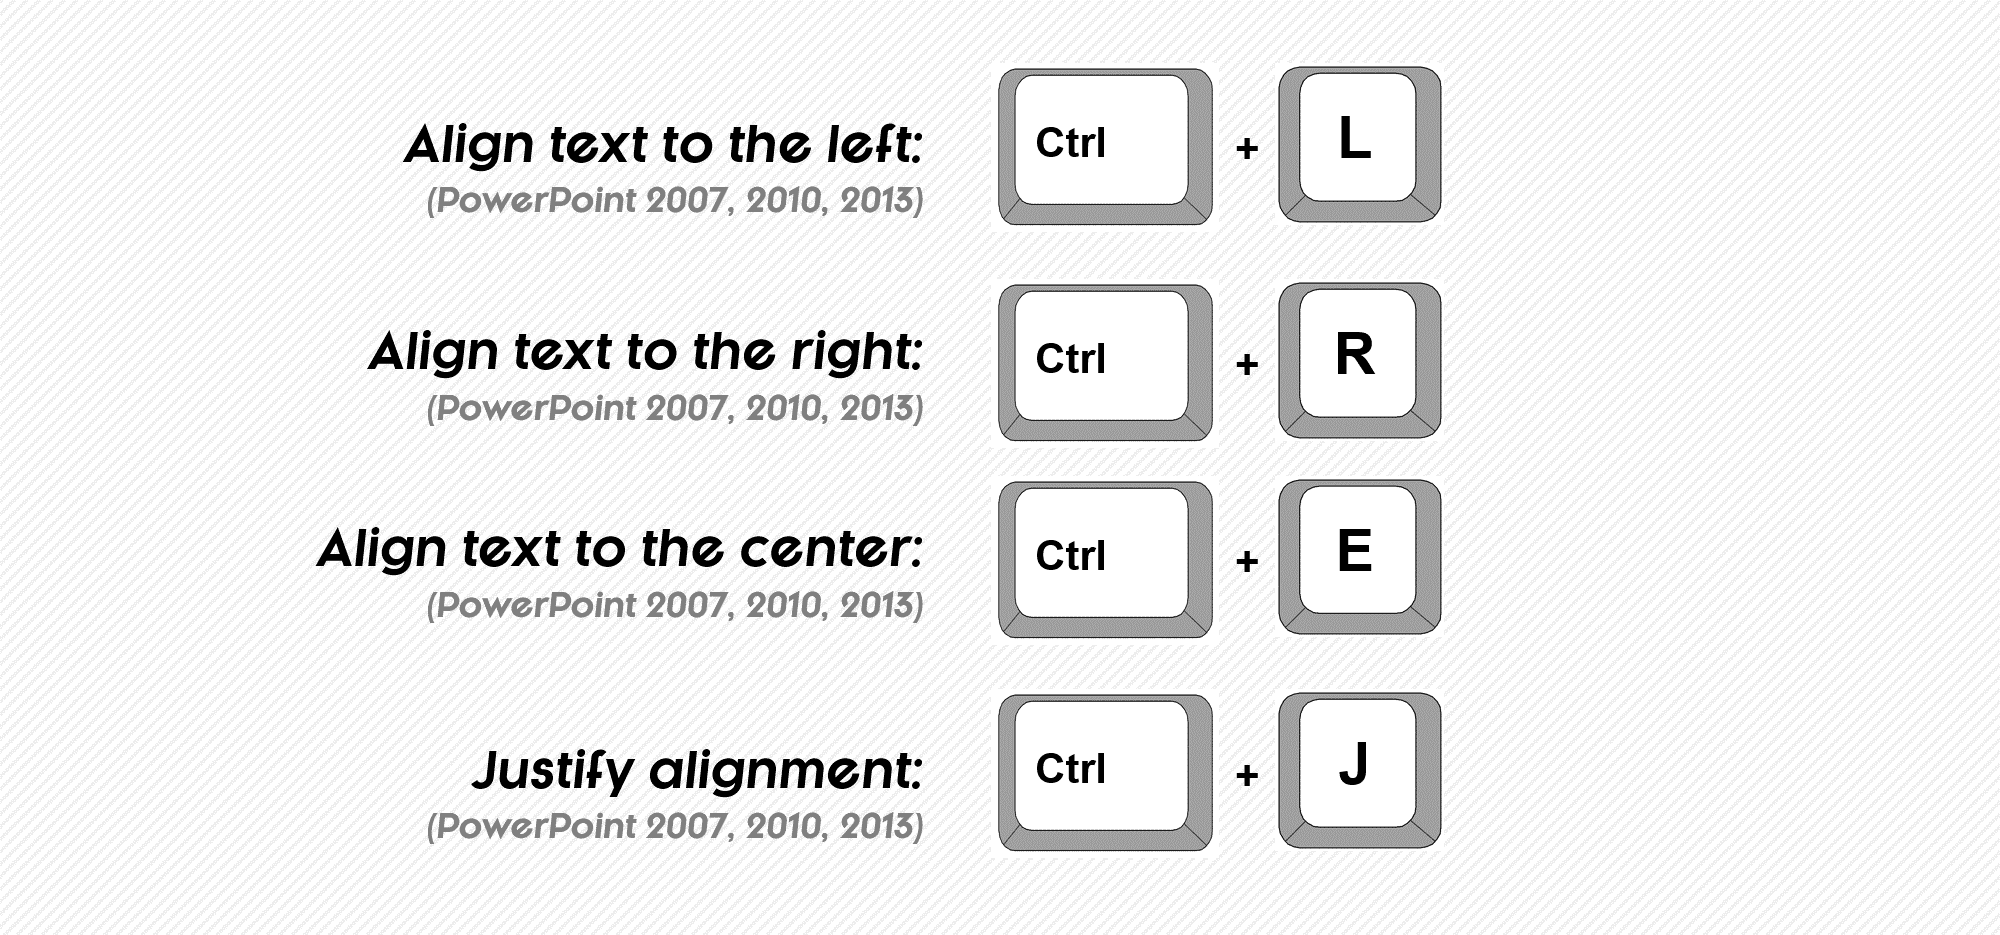 Align text to the left: Ctrl + L
(PowerPoint 2007, 2010, 2013)
Align text to the right: Ctrl + R
(PowerPoint 2007, 2010, 2013)
Align text to the center: Ctrl + E
(PowerPoint 2007, 2010, 2013)
Justify alignment: Ctrl + J
(PowerPoint 2007, 2010, 2013)